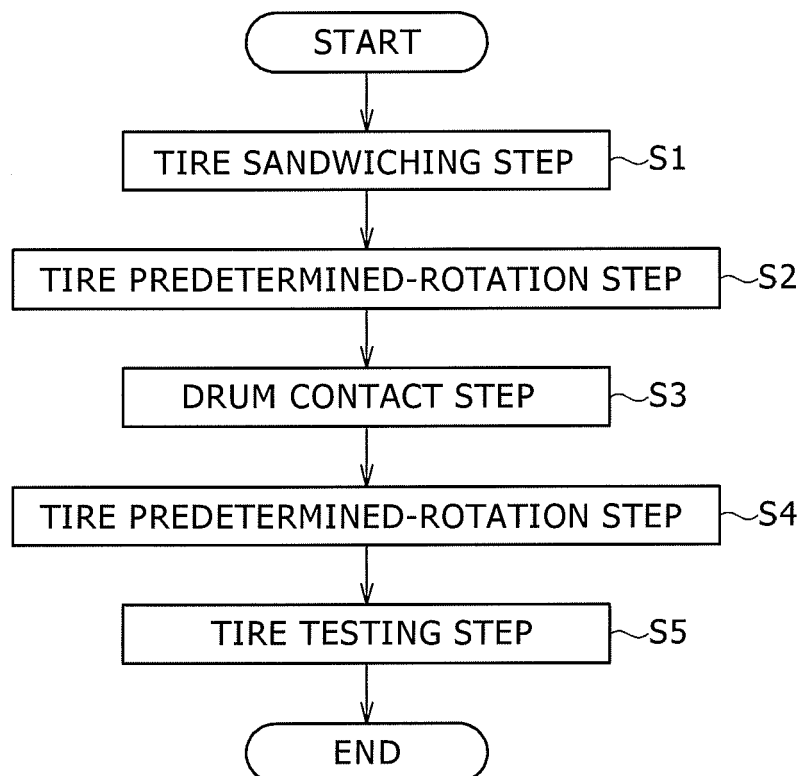 START
TIRE SANDWICHING STEP S1
TIRE PREDETERMINED-ROTATION STEP S2
DRUM CONTACT STEP S3
TIRE PREDETERMINED-ROTATION STEP S4
TIRE TESTING STEP S5
END